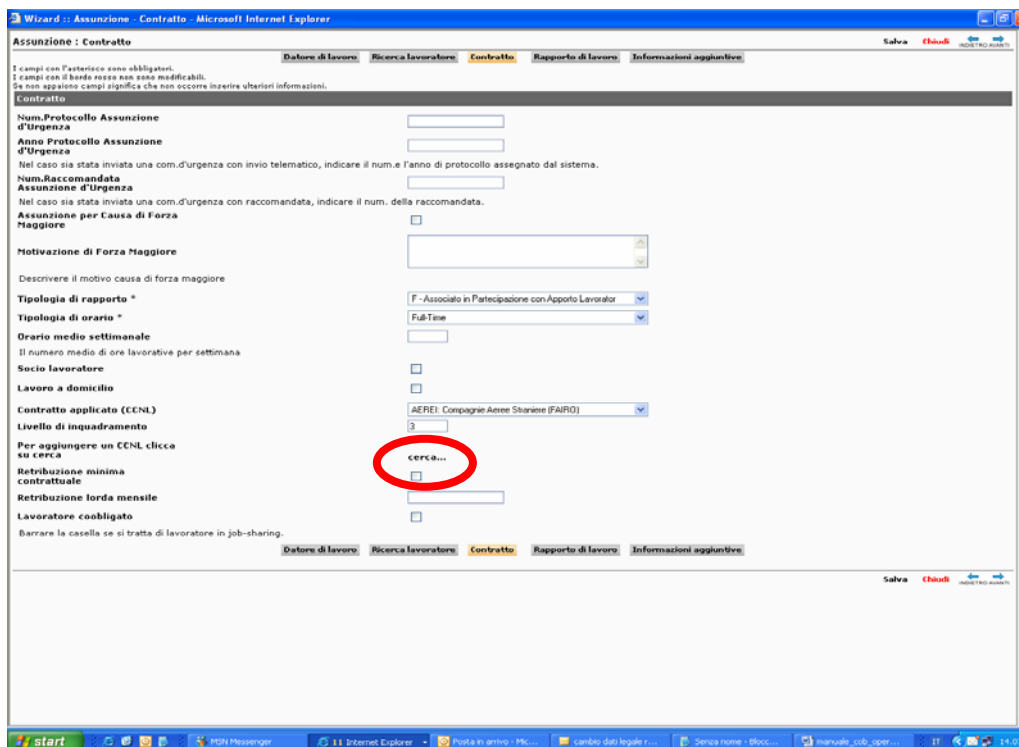 Wizard :: Assunzione - Contratto - Microsoft Internet Explorer
Assunzione : Contratto
Salva Chiudi INDIETRO AVANTI
Datore di lavoro Ricerca lavoratore Contratto Rapporto di lavoro Informazioni aggiuntive
I campi con l'asterisco sono obbligatori.
I campi con il bordo rosso non sono modificabili.
Se non appaiono campi significa che non occorre inserire ulteriori informazioni.
Contratto
Num.Protocollo Assunzione
d'Urgenza
Anno Protocollo Assunzione
d'Urgenza
Nel caso sia stata inviata una com.d'urgenza con invio telematico, indicare il num.e l'anno di protocollo assegnato dal sistema.
Num.Raccomandata
Assunzione d'Urgenza
Nel caso sia stata inviata una com.d'urgenza con raccomandata, indicare il num. della raccomandata.
Assunzione per Causa di Forza
Maggiore
Motivazione di Forza Maggiore
Descrivere il motivo causa di forza maggiore
Tipologia di rapporto * F - Associato in Partecipazione con Apporto Lavorator
Tipologia di orario * Full-Time
Orario medio settimanale
Il numero medio di ore lavorative per settimana
Socio lavoratore
Lavoro a domicilio
Contratto applicato (CCNL) AEREI: Compagnie Aeree Straniere (FAIRO)
Livello di inquadramento 3
Per aggiungere un CCNL clicca
su cerca
cerca...
Retribuzione minima
contrattuale
Retribuzione lorda mensile
Lavoratore coobligato
Barrare la casella se si tratta di lavoratore in job-sharing.
Datore di lavoro Ricerca lavoratore Contratto Rapporto di lavoro Informazioni aggiuntive
Salva Chiudi INDIETRO AVANTI
start MSN Messenger 11 Internet Explorer Posta in arrivo - Mic... cambio dati legale r... Senza nome - Blocc... manuale_cob_oper... IT 14.0